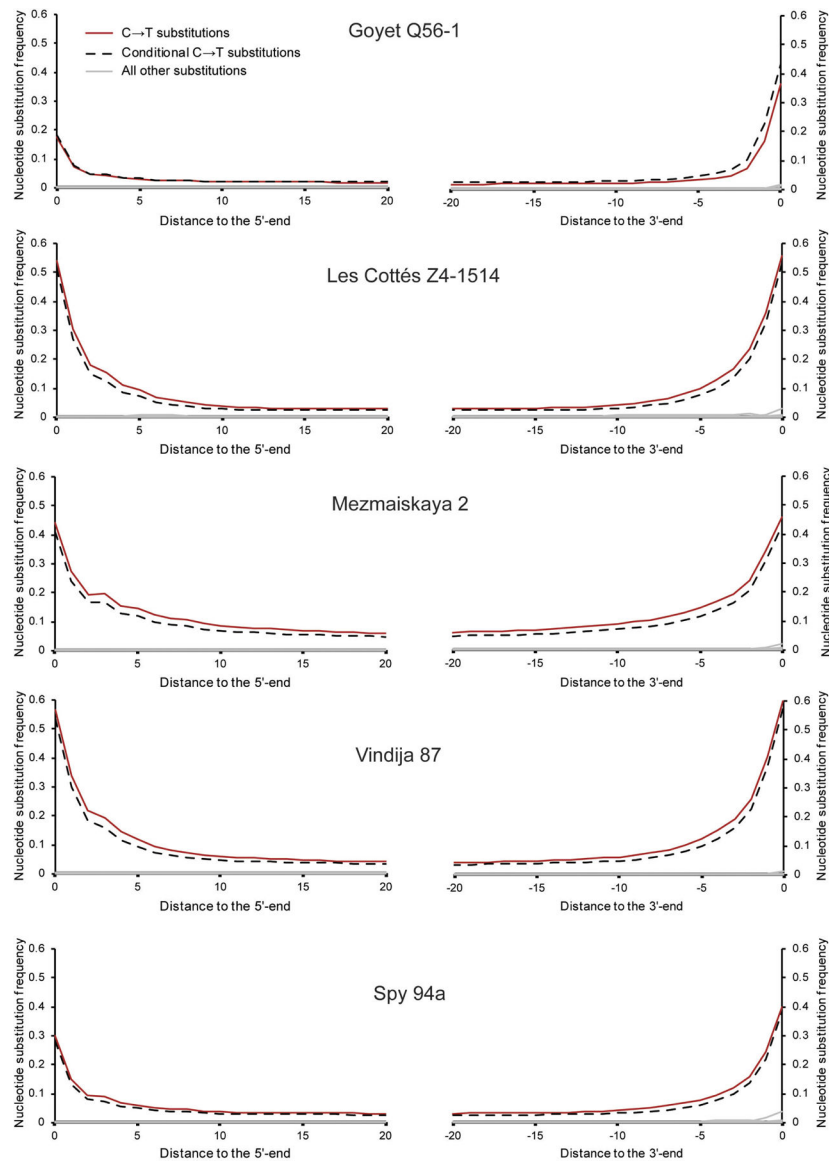 Goyet Q56-1
C→T substitutions
Conditional C→T substitutions
All other substitutions
Nucleotide substitution frequency
0.6
0.5
0.4
0.3
0.2
0.1
0
0 5 10 15 20
Distance to the 5'-end
-20 -15 -10 -5 0
Distance to the 3'-end
0.6
0.5
0.4
0.3
0.2
0.1
0
Nucleotide substitution frequency
Les Cottés Z4-1514
Nucleotide substitution frequency
0.6
0.5
0.4
0.3
0.2
0.1
0
0 5 10 15 20
Distance to the 5'-end
-20 -15 -10 -5 0
Distance to the 3'-end
0.6
0.5
0.4
0.3
0.2
0.1
0
Nucleotide substitution frequency
Mezmaiskaya 2
Nucleotide substitution frequency
0.6
0.5
0.4
0.3
0.2
0.1
0
0 5 10 15 20
Distance to the 5'-end
-20 -15 -10 -5 0
Distance to the 3'-end
0.6
0.5
0.4
0.3
0.2
0.1
0
Nucleotide substitution frequency
Vindija 87
Nucleotide substitution frequency
0.6
0.5
0.4
0.3
0.2
0.1
0
0 5 10 15 20
Distance to the 5'-end
-20 -15 -10 -5 0
Distance to the 3'-end
0.6
0.5
0.4
0.3
0.2
0.1
0
Nucleotide substitution frequency
Spy 94a
Nucleotide substitution frequency
0.6
0.5
0.4
0.3
0.2
0.1
0
0 5 10 15 20
Distance to the 5'-end
-20 -15 -10 -5 0
Distance to the 3'-end
0.6
0.5
0.4
0.3
0.2
0.1
0
Nucleotide substitution frequency